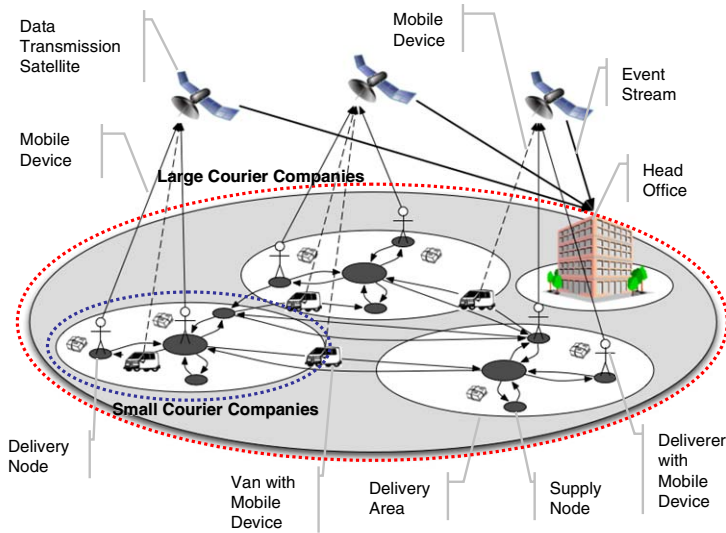 Data
Transmission
Satellite
Mobile
Device
Event
Stream
Mobile
Device
Head
Office
Large Courier Companies
Small Courier Companies
Delivery
Node
Van with
Mobile
Device
Delivery
Area
Supply
Node
Deliverer
with
Mobile
Device